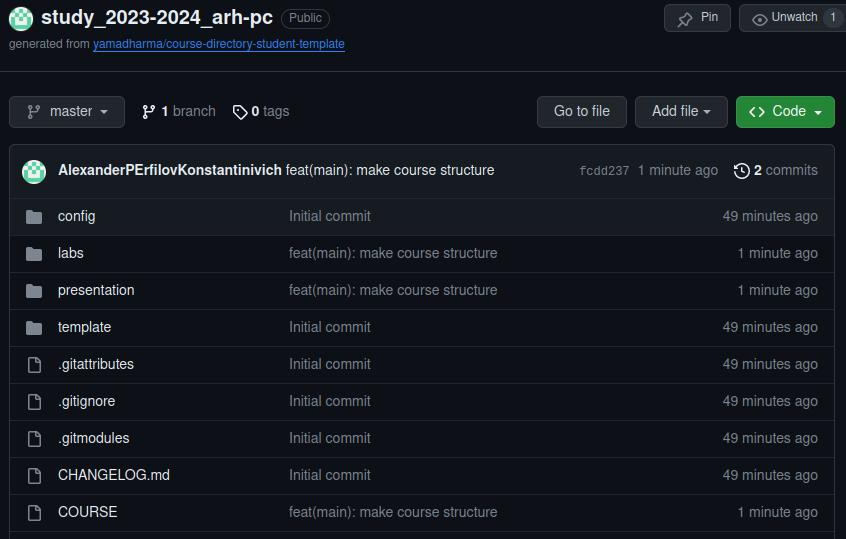 study_2023-2024_arh-pc Public Pin Unwatch 1
generated from yamadharma/course-directory-student-template
master 1 branch 0 tags Go to file Add file Code
AlexanderPErfilovKonstantinivich feat(main): make course structure fcdd237 1 minute ago 2 commits
config Initial commit 49 minutes ago
labs feat(main): make course structure 1 minute ago
presentation feat(main): make course structure 1 minute ago
template Initial commit 49 minutes ago
.gitattributes Initial commit 49 minutes ago
.gitignore Initial commit 49 minutes ago
.gitmodules Initial commit 49 minutes ago
CHANGELOG.md Initial commit 49 minutes ago
COURSE feat(main): make course structure 1 minute ago